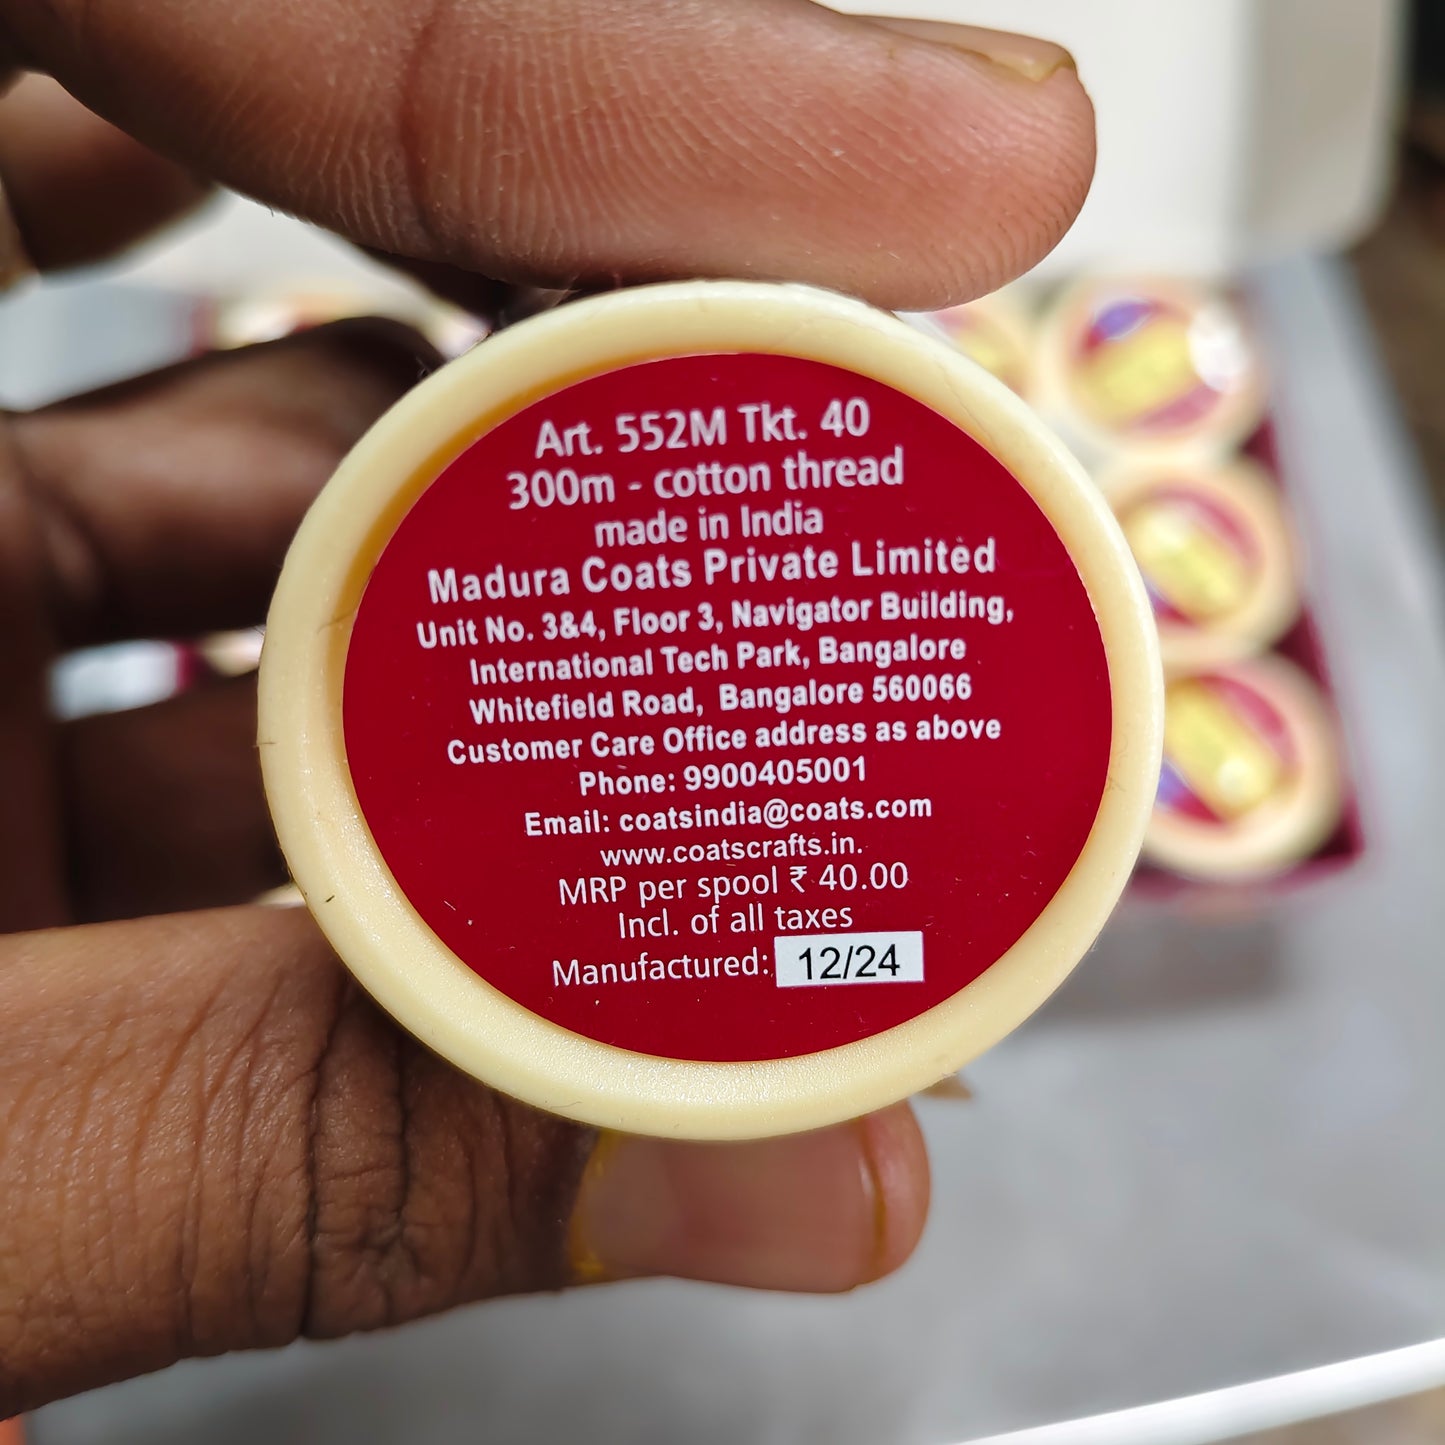 Art. 552M Tkt. 40
300m - cotton thread
made in India
Madura Coats Private Limited
Unit No. 3&4, Floor 3, Navigator Building,
International Tech Park, Bangalore
Whitefield Road, Bangalore 560066
Customer Care Office address as above
Phone: 9900405001
Email: coatsindia@coats.com
www.coatscrafts.in.
MRP per spool ₹ 40.00
Incl. of all taxes
Manufactured: 12/24